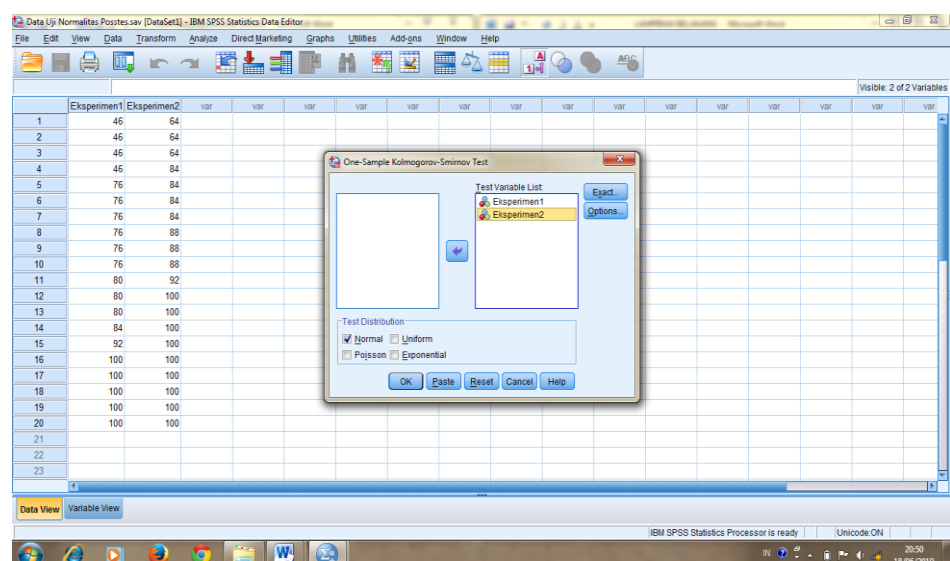 Data Uji Normalitas Posstes.sav [DataSet1] - IBM SPSS Statistics Data Editor
File Edit View Data Transform Analyze Direct Marketing Graphs Utilities Add-ons Window Help
Visible: 2 of 2 Variables
Eksperimen1 Eksperimen2 var var var var var var var var var var var var var
1 46 64
2 46 64
3 46 64
4 46 84
5 76 84
6 76 84
7 76 84
8 76 88
9 76 88
10 76 88
11 80 92
12 80 100
13 80 100
14 84 100
15 92 100
16 100 100
17 100 100
18 100 100
19 100 100
20 100 100
21
22
23
One-Sample Kolmogorov-Smirnov Test
Test Variable List:
Eksperimen1
Eksperimen2
Exact...
Options...
Test Distribution
Normal Uniform
Poisson Exponential
OK Paste Reset Cancel Help
Data View Variable View
IBM SPSS Statistics Processor is ready Unicode:ON
IN 20:50
18/06/2019